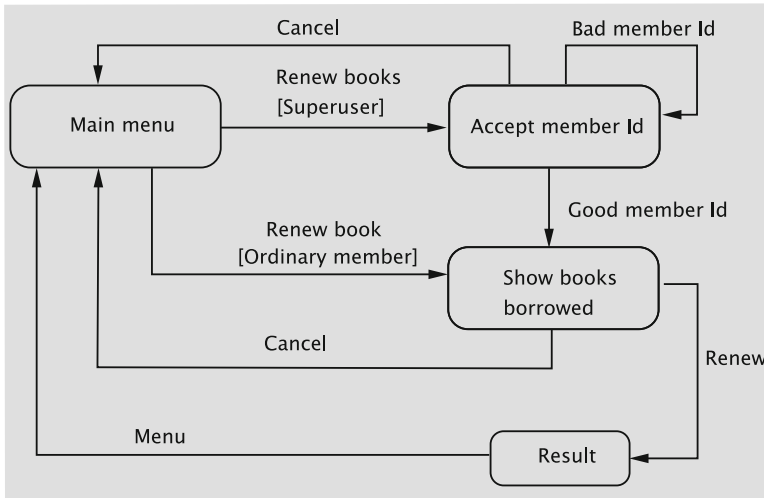 Cancel
Bad member Id
Renew books
[Superuser]
Main menu
Accept member Id
Good member Id
Renew book
[Ordinary member]
Show books
borrowed
Cancel
Renew
Menu
Result